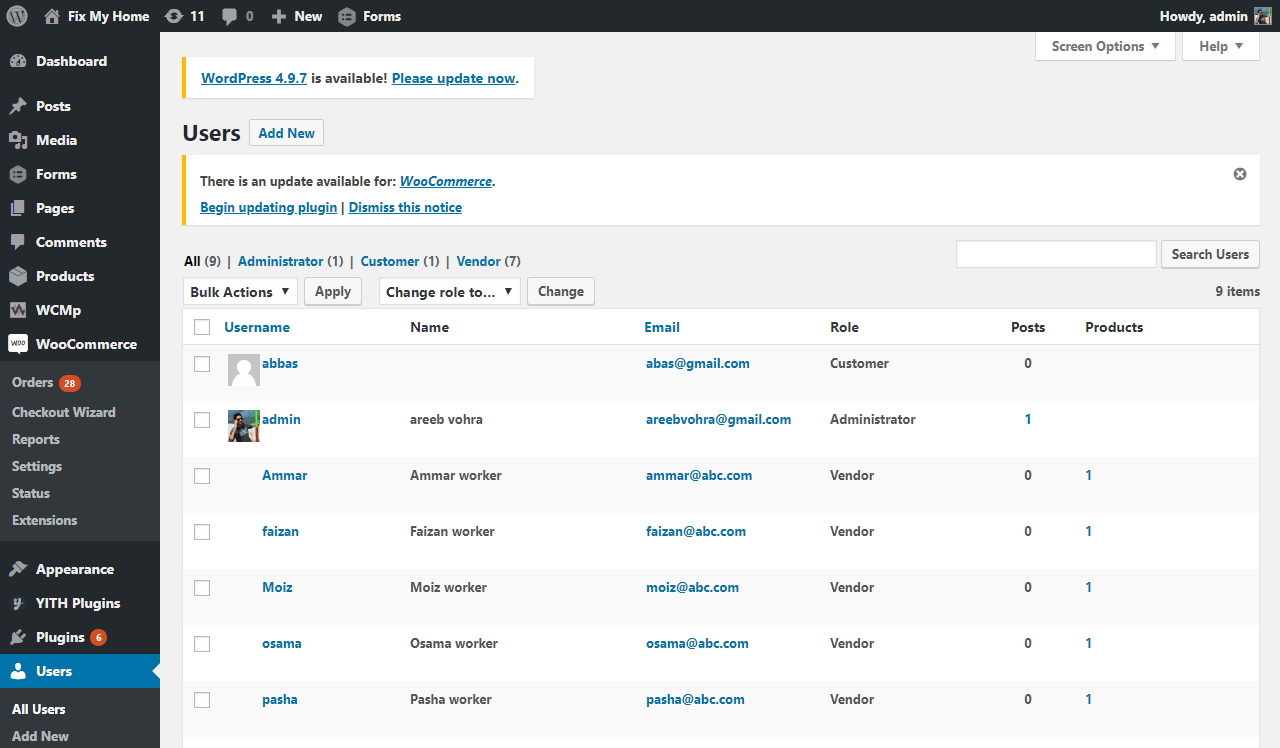 Fix My Home 11 0 New Forms Howdy, admin
Dashboard
Posts
Media
Forms
Pages
Comments
Products
WCMp
WooCommerce
Orders 28
Checkout Wizard
Reports
Settings
Status
Extensions
Appearance
YITH Plugins
Plugins 6
Users
All Users
Add New
Screen Options ▼ Help ▼
WordPress 4.9.7 is available! Please update now.
Users Add New
There is an update available for: WooCommerce.
Begin updating plugin | Dismiss this notice
All (9) | Administrator (1) | Customer (1) | Vendor (7)
Search Users
Bulk Actions ▼ Apply Change role to... ▼ Change 9 items
Username Name Email Role Posts Products
abbas abas@gmail.com Customer 0
admin areeb vohra areebvohra@gmail.com Administrator 1
Ammar Ammar worker ammar@abc.com Vendor 0 1
faizan Faizan worker faizan@abc.com Vendor 0 1
Moiz Moiz worker moiz@abc.com Vendor 0 1
osama Osama worker osama@abc.com Vendor 0 1
pasha Pasha worker pasha@abc.com Vendor 0 1